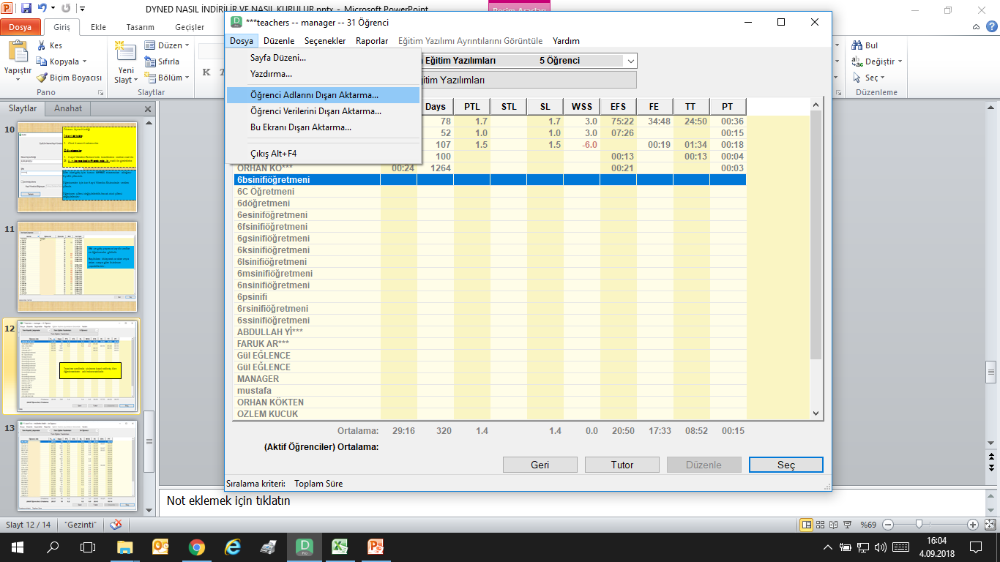 DYNED NASIL İNDİRİLİR VE NASIL KURULUR.pptx - Microsoft PowerPoint
Resim Araçları
Dosya Giriş Ekle Tasarım Geçişler
Yapıştır
Kes
Kopyala
Biçim Boyacısı
Pano
Yeni Slayt
Düzen
Sıfırla
Bölüm
Slaytlar
K T
Bul
Değiştir
Seç
Düzenleme
Slaytlar Anahat
10
11
12
13
***teachers -- manager -- 31 Öğrenci
Dosya Düzenle Seçenekler Raporlar Eğitim Yazılımı Ayrıntılarını Görüntüle Yardım
Sayfa Düzeni...
Yazdırma...
Öğrenci Adlarını Dışarı Aktarma...
Öğrenci Verilerini Dışarı Aktarma...
Bu Ekranı Dışarı Aktarma...
Çıkış Alt+F4
Eğitim Yazılımları 5 Öğrenci
ğitim Yazılımları
Days PTL STL SL WSS EFS FE TT PT
78 1.7 1.7 3.0 75:22 34:48 24:50 00:36
52 1.0 1.0 3.0 07:26 00:15
107 1.5 1.5 -6.0 00:19 01:34 00:18
100 00:13 00:13 00:04
ORHAN KÖ*** 00:24 1264 00:21 00:03
6bsinifiöğretmeni
6C Öğretmeni
6döğretmeni
6esinifiöğretmeni
6fsinifiöğretmeni
6gsinifiöğretmeni
6ksinifiöğretmeni
6lsinifiöğretmeni
6msinifiöğretmeni
6nsinifiöğretmeni
6psinifi
6rsinifiöğretmeni
6ssinifiöğretmeni
ABDULLAH Yİ***
FARUK AR***
Gül EĞLENCE
Gül EĞLENCE
MANAGER
mustafa
ORHAN KÖKTEN
OZLEM KUCUK
Ortalama: 29:16 320 1.4 1.4 0.0 20:50 17:33 08:52 00:15
(Aktif Öğrenciler) Ortalama:
Geri Tutor Düzenle Seç
Sıralama kriteri: Toplam Süre
Not eklemek için tıklatın
Slayt 12 / 14 "Gezinti" %69
16:04
4.09.2018